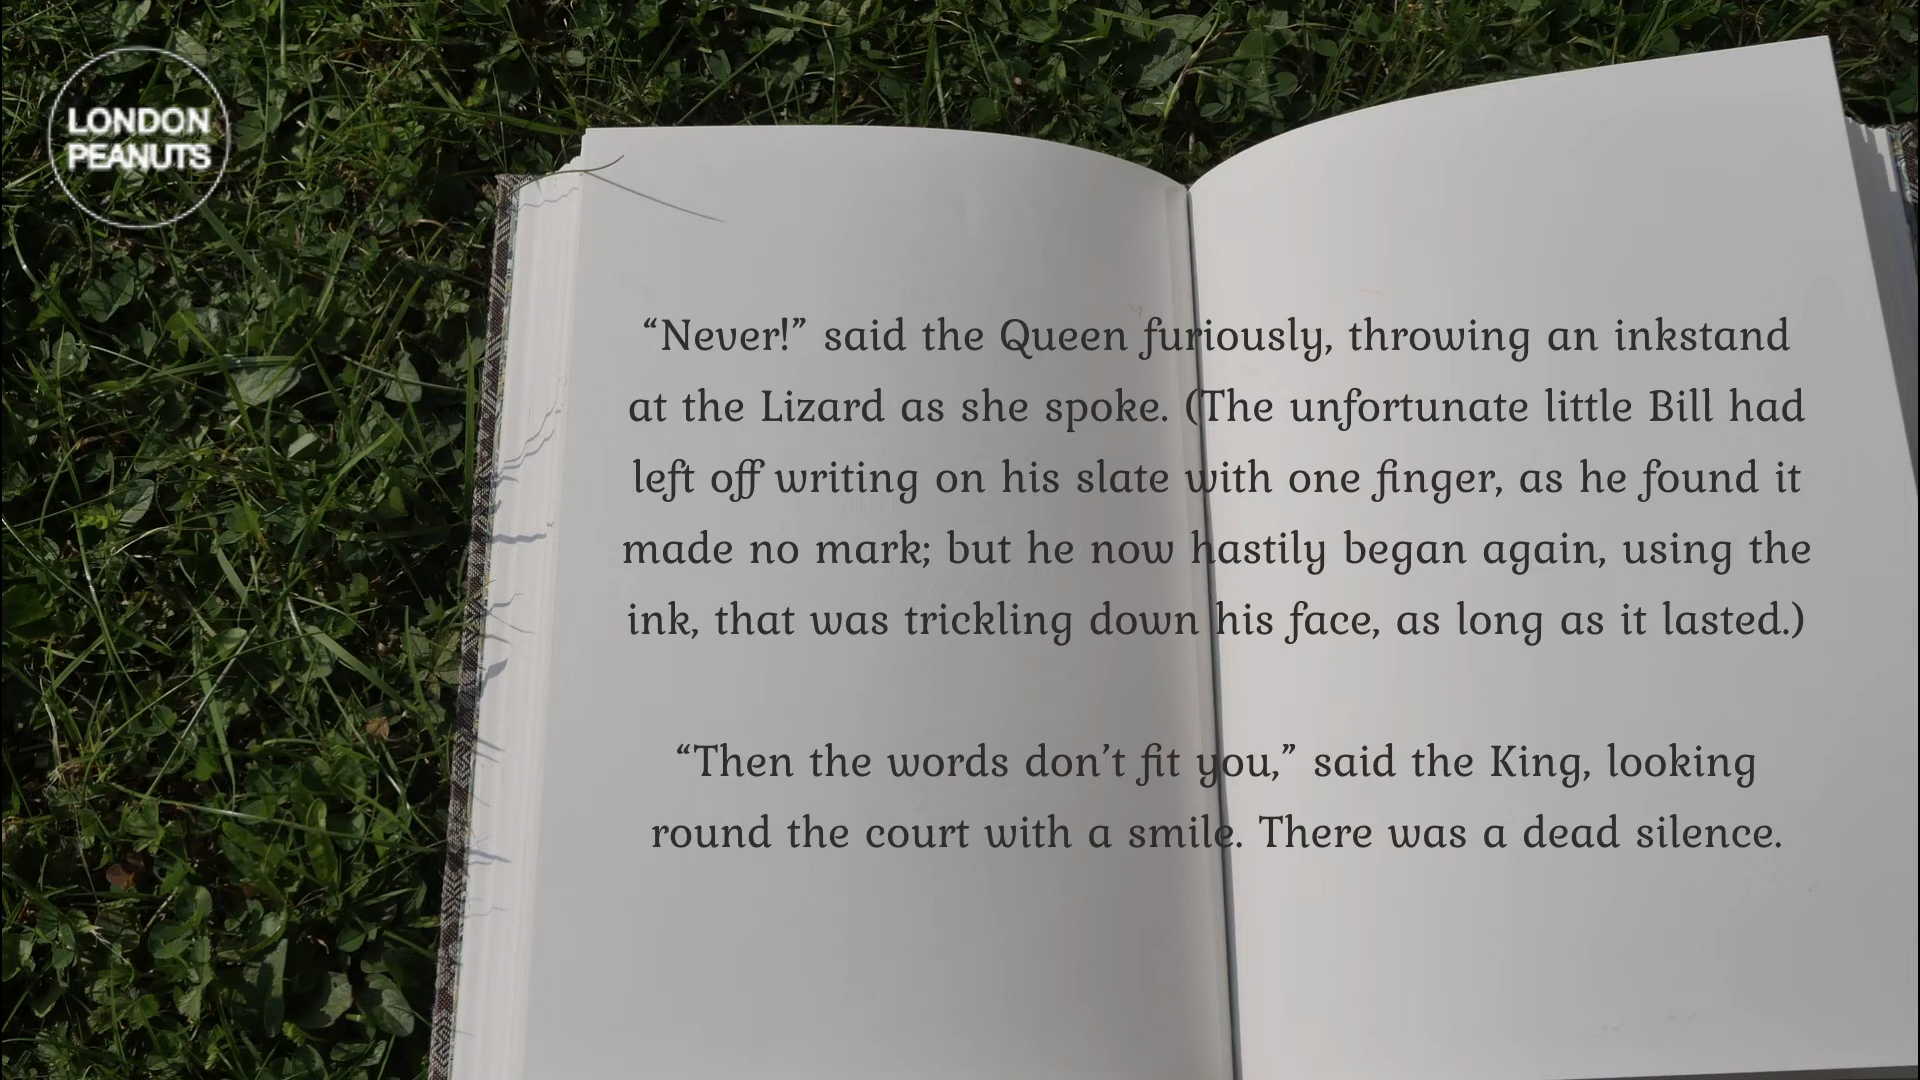 LONDON
PEANUTS
“Never!” said the Queen furiously, throwing an inkstand
at the Lizard as she spoke. (The unfortunate little Bill had
left off writing on his slate with one finger, as he found it
made no mark; but he now hastily began again, using the
ink, that was trickling down his face, as long as it lasted.)
“Then the words don’t fit you,” said the King, looking
round the court with a smile. There was a dead silence.